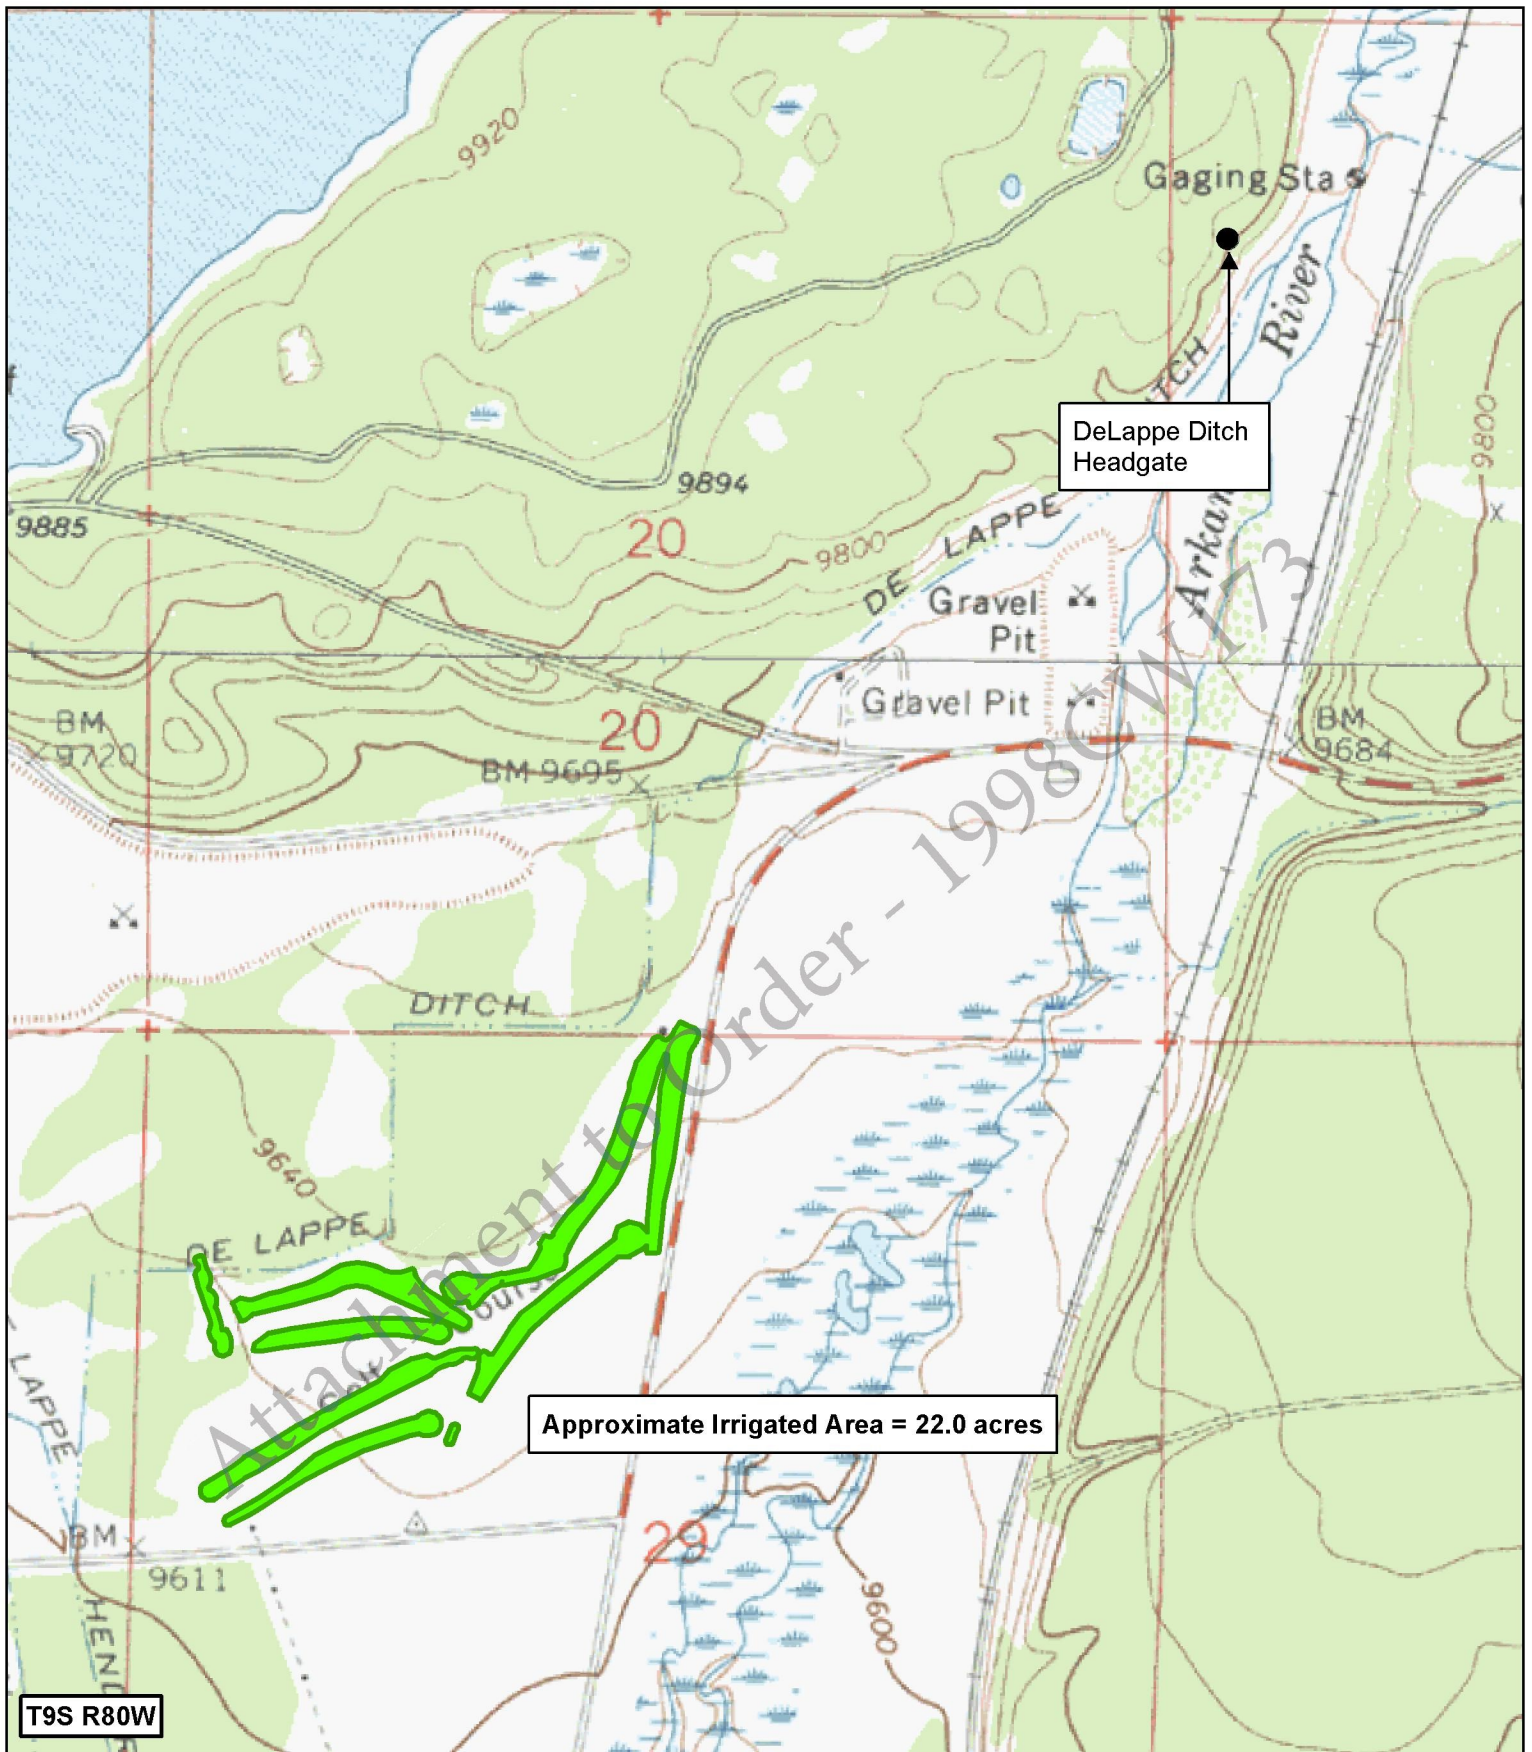 9920
Gaging Sta
River
DITCH
DeLappe Ditch
Headgate
9800
9894
9885
20
9800
DE LAPPE
Arkan
Gravel
Pit
Gravel Pit
20
BM
9720
BM 9695
BM
9684
DITCH
9640
DE LAPPE
LAPPE
Approximate Irrigated Area = 22.0 acres
BM
9611
29
9600
T9S R80W
Attachment to Order - 1998CW173